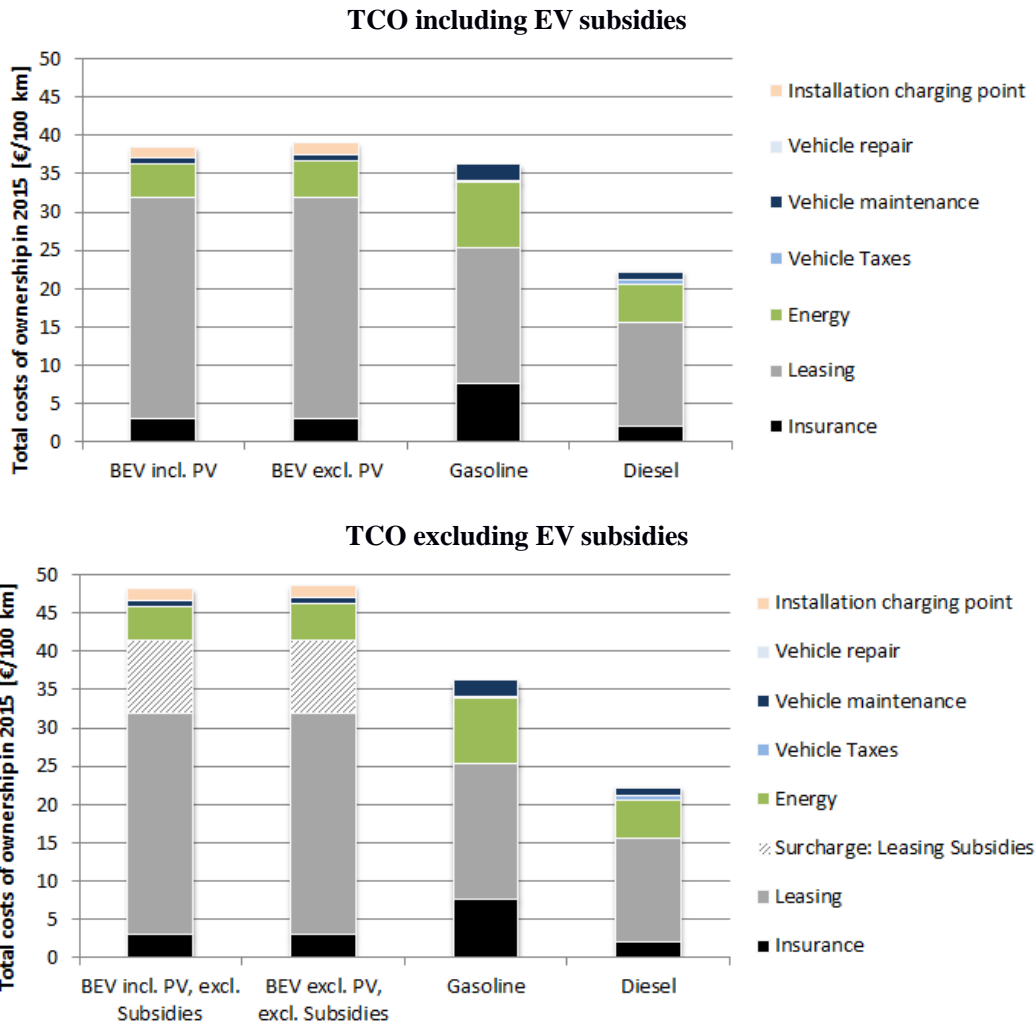 TCO including EV subsidies
Total costs of ownership in 2015 [€/100 km]
50
45
40
35
30
25
20
15
10
5
0
BEV incl. PV
BEV excl. PV
Gasoline
Diesel
Installation charging point
Vehicle repair
Vehicle maintenance
Vehicle Taxes
Energy
Leasing
Insurance
TCO excluding EV subsidies
Total costs of ownership in 2015 [€/100 km]
50
45
40
35
30
25
20
15
10
5
0
BEV incl. PV, excl.
Subsidies
BEV excl. PV,
excl. Subsidies
Gasoline
Diesel
Installation charging point
Vehicle repair
Vehicle maintenance
Vehicle Taxes
Energy
Surcharge: Leasing Subsidies
Leasing
Insurance